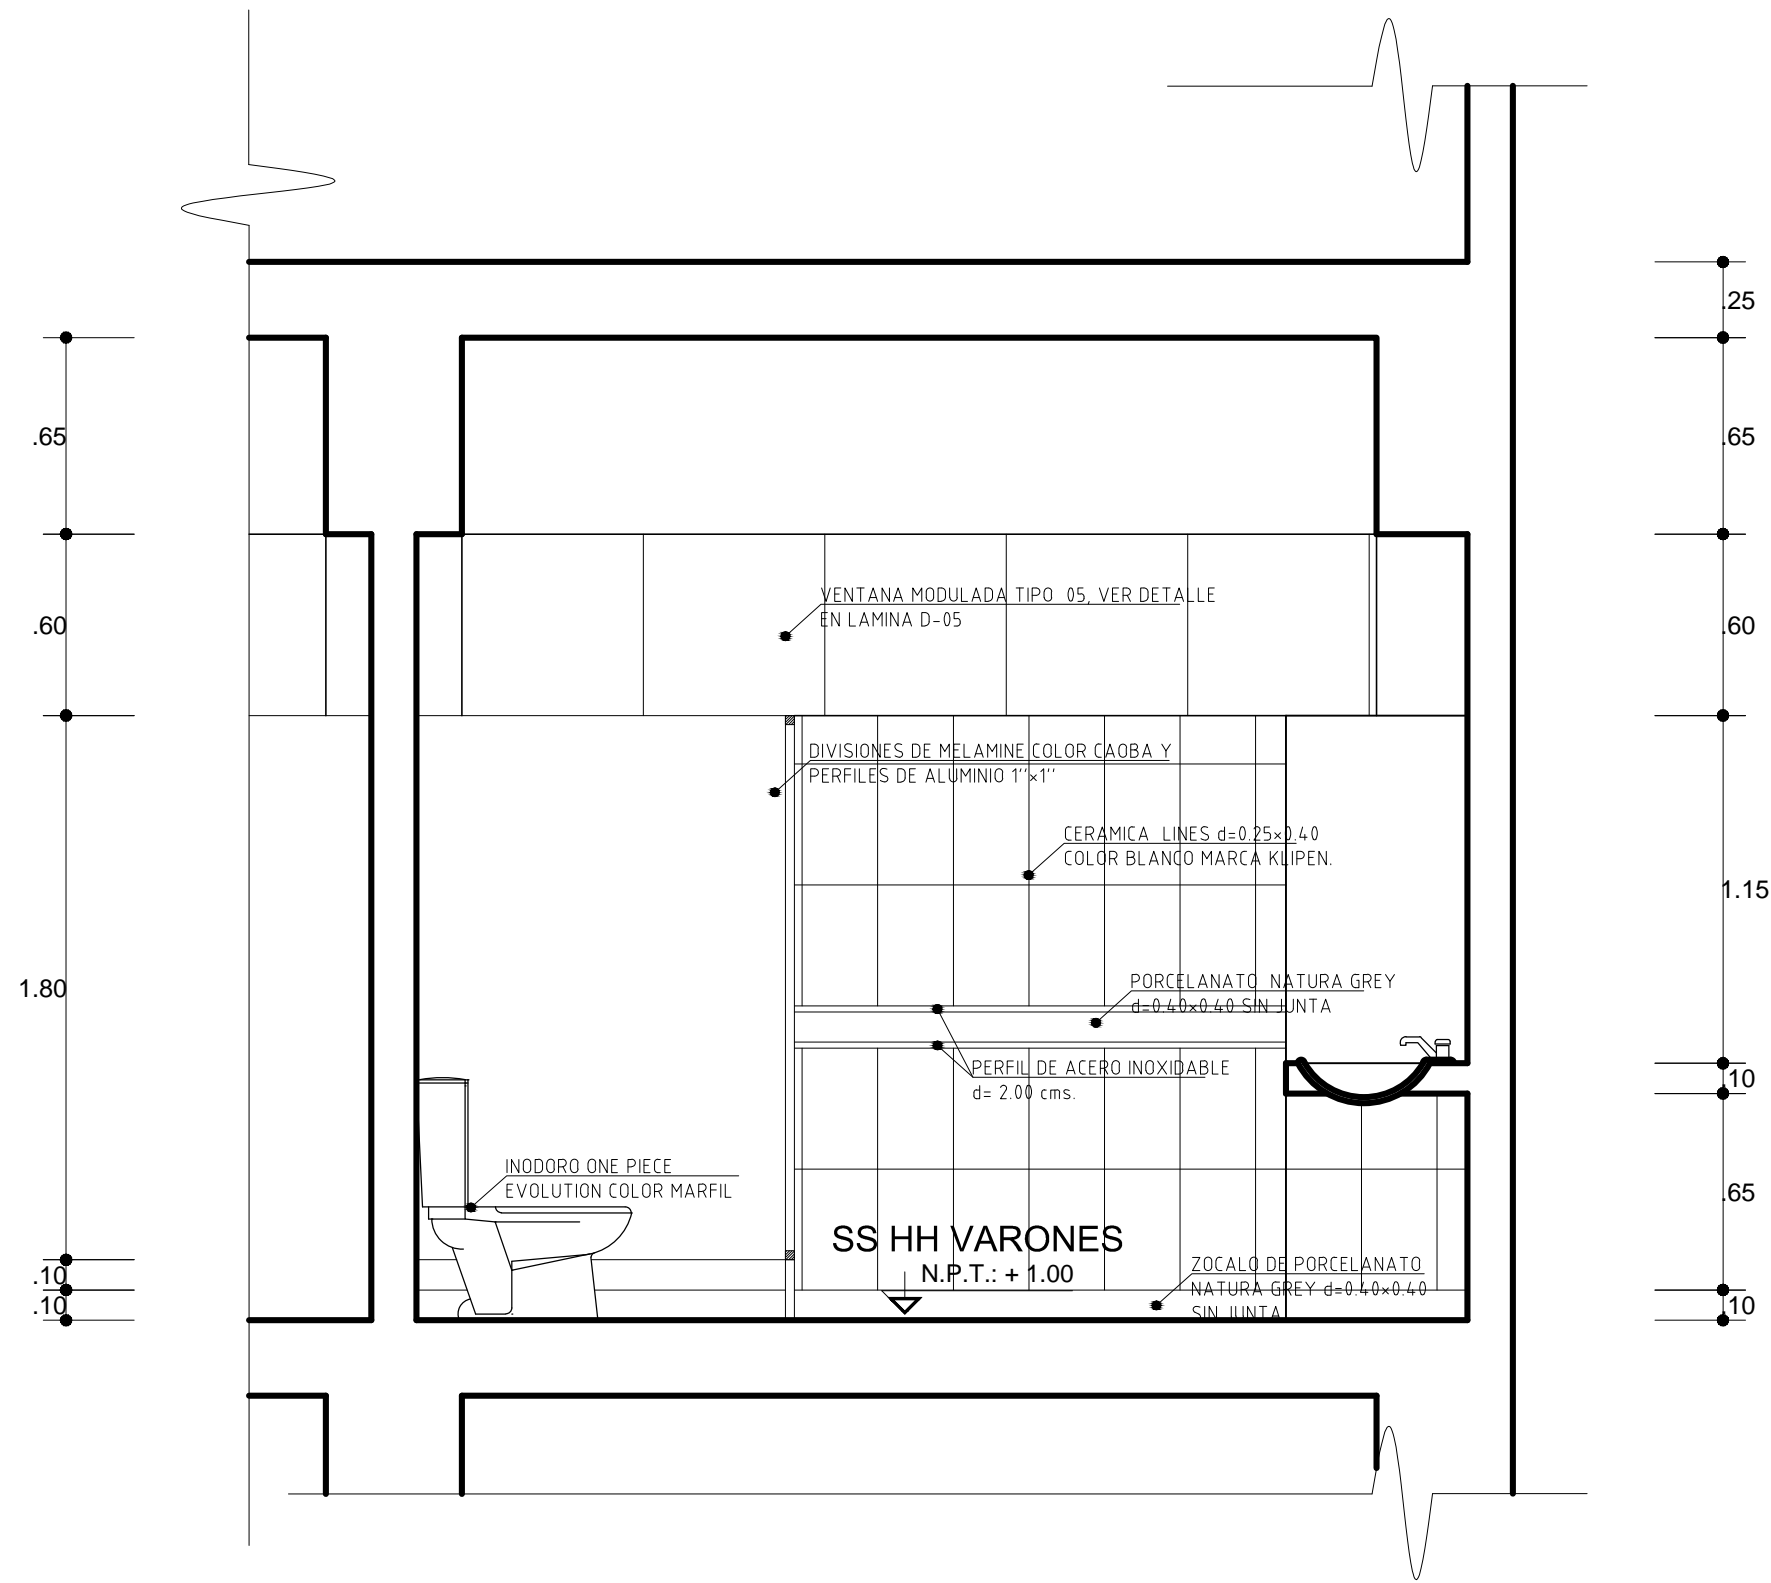 .25
.65
.65
.60
.60
VENTANA MODULADA TIPO  05, VER DETALLE
EN LAMINA D-05
DIVISIONES DE MELAMINE COLOR CAOBA Y
PERFILES DE ALUMINIO 1''x1''
CERAMICA  LINES d=0.25x0.40
COLOR BLANCO MARCA KLIPEN.
1.15
1.80
PORCELANATO  NATURA GREY
d=0.40x0.40 SIN JUNTA
PERFIL DE ACERO INOXIDABLE
d= 2.00 cms.
.10
INODORO ONE PIECE
EVOLUTION COLOR MARFIL
.65
SS HH VARONES
N.P.T.: + 1.00
ZOCALO DE PORCELANATO
NATURA GREY d=0.40x0.40
SIN JUNTA
.10
.10
.10